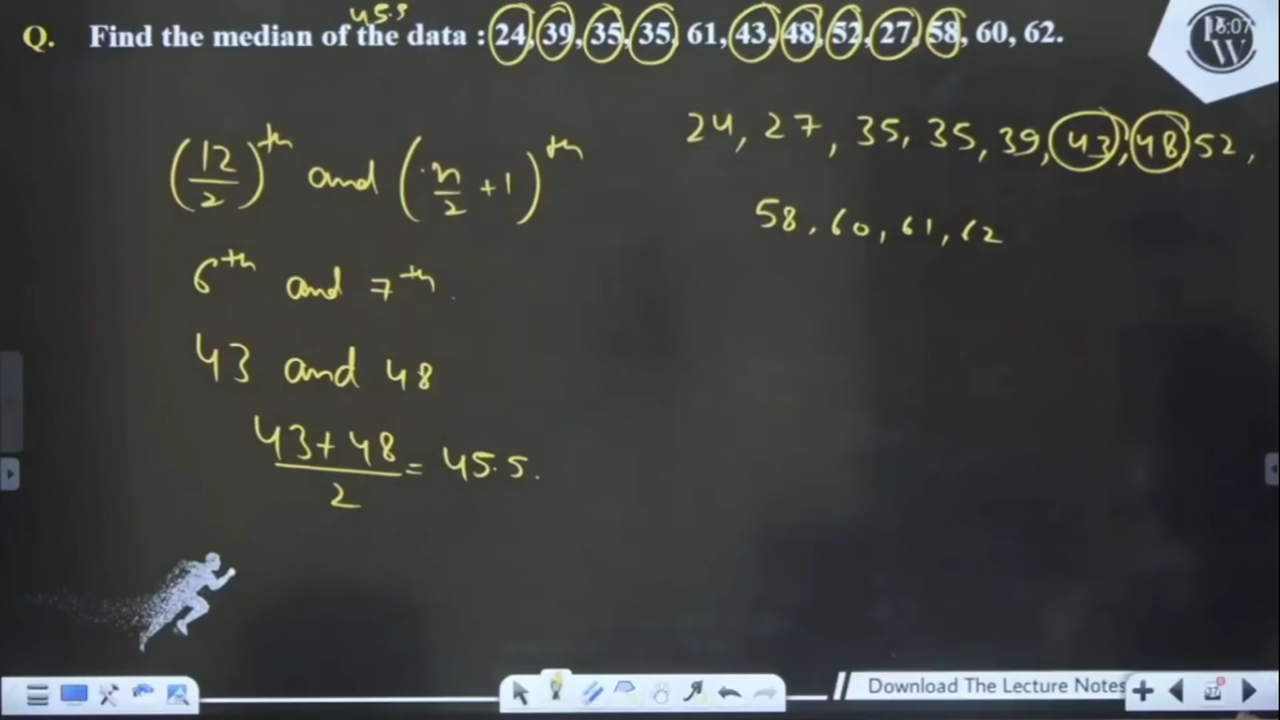 45.5
Q. Find the median of the data : 24, 39, 35, 35, 61, 43, 48, 52, 27, 58, 60, 62.
24, 27, 35, 35, 39, 43, 48, 52,
58, 60, 61, 62
(12/2)th and (n/2 + 1)th
6th and 7th.
43 and 48
43 + 48 / 2 = 45.5.
Download The Lecture Notes